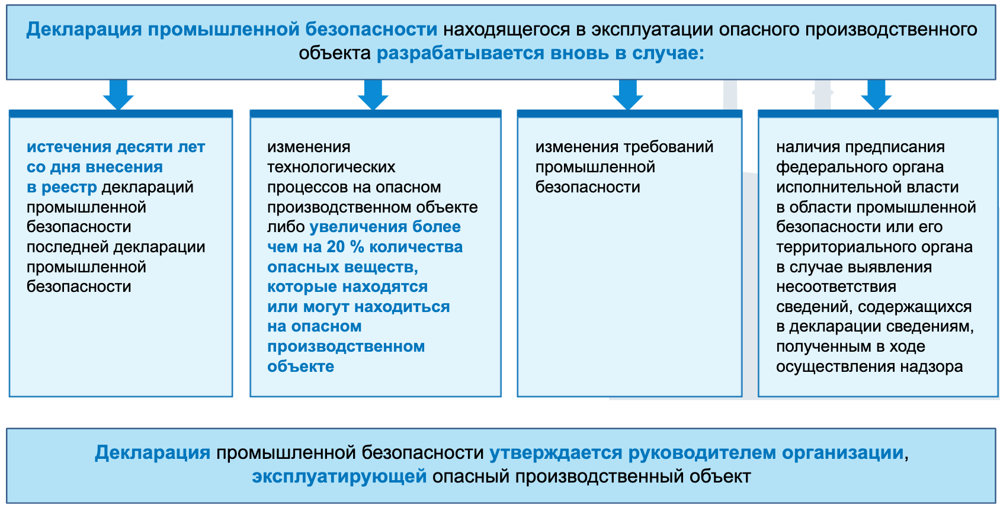 Декларация промышленной безопасности находящегося в эксплуатации опасного производственного
объекта разрабатывается вновь в случае:
истечения десяти лет
со дня внесения
в реестр деклараций
промышленной
безопасности
последней декларации
промышленной
безопасности
изменения
технологических
процессов на опасном
производственном объекте
либо увеличения более
чем на 20 % количества
опасных веществ,
которые находятся
или могут находиться
на опасном
производственном
объекте
изменения требований
промышленной
безопасности
наличия предписания
федерального органа
исполнительной власти
в области промышленной
безопасности или его
территориального органа
в случае выявления
несоответствия
сведений, содержащихся
в декларации сведениям,
полученным в ходе
осуществления надзора
Декларация промышленной безопасности утверждается руководителем организации,
эксплуатирующей опасный производственный объект